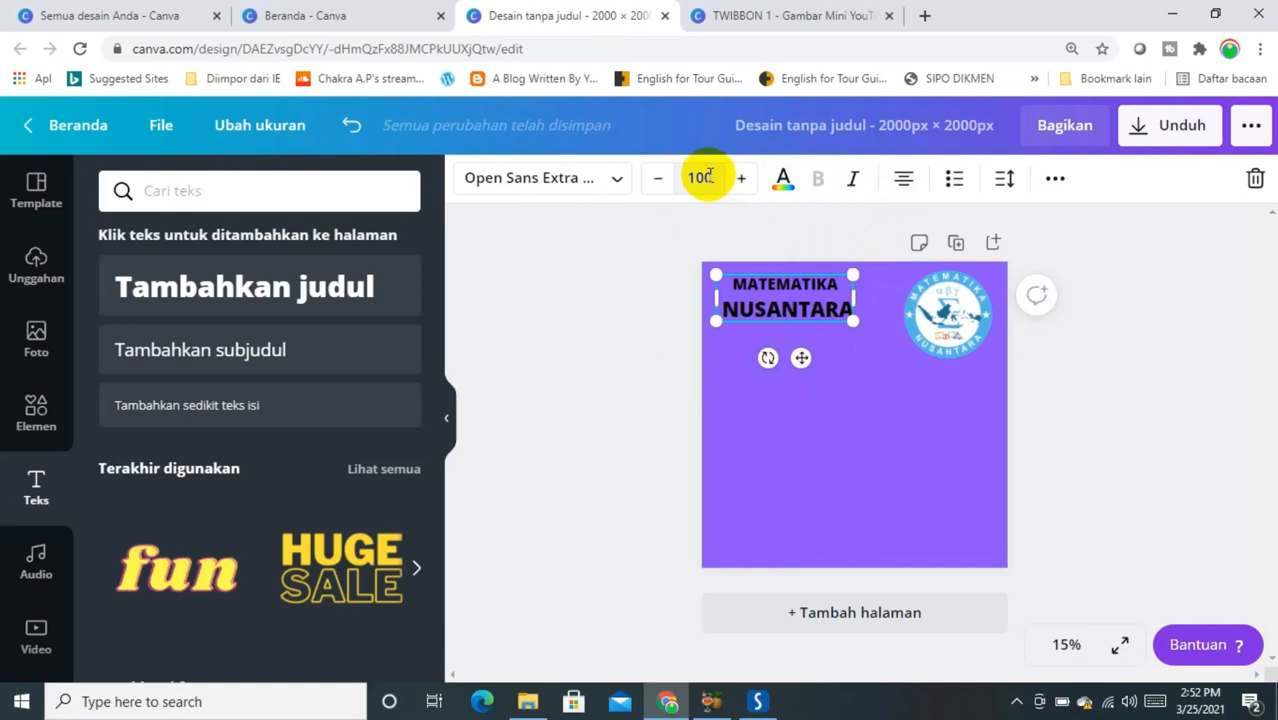 Semua desain Anda - Canva
Beranda - Canva
Desain tanpa judul - 2000 × 200
TWIBBON 1 - Gambar Mini YouT
canva.com/design/DAEZvsgDcYY/-dHmQzFx88JMCPkUUXjQtw/edit
Apl
Suggested Sites
Diimpor dari IE
Chakra A.P's stream...
A Blog Written By Y...
English for Tour Gui...
English for Tour Gui...
SIPO DIKMEN
»
Bookmark lain
Daftar bacaan
Beranda
File
Ubah ukuran
Semua perubahan telah disimpan
Desain tanpa judul - 2000px × 2000px
Bagikan
Unduh
Template
Unggahan
Foto
Elemen
Teks
Audio
Video
Cari teks
Klik teks untuk ditambahkan ke halaman
Tambahkan judul
Tambahkan subjudul
Tambahkan sedikit teks isi
Terakhir digunakan
Lihat semua
fun
HUGE
SALE
Open Sans Extra ...
100
A
B
I
MATEMATIKA
NUSANTARA
MATEMATIKA
αβγ
Σ
NUSANTARA
+ Tambah halaman
15%
Bantuan ?
Type here to search
2:52 PM
3/25/2021
2